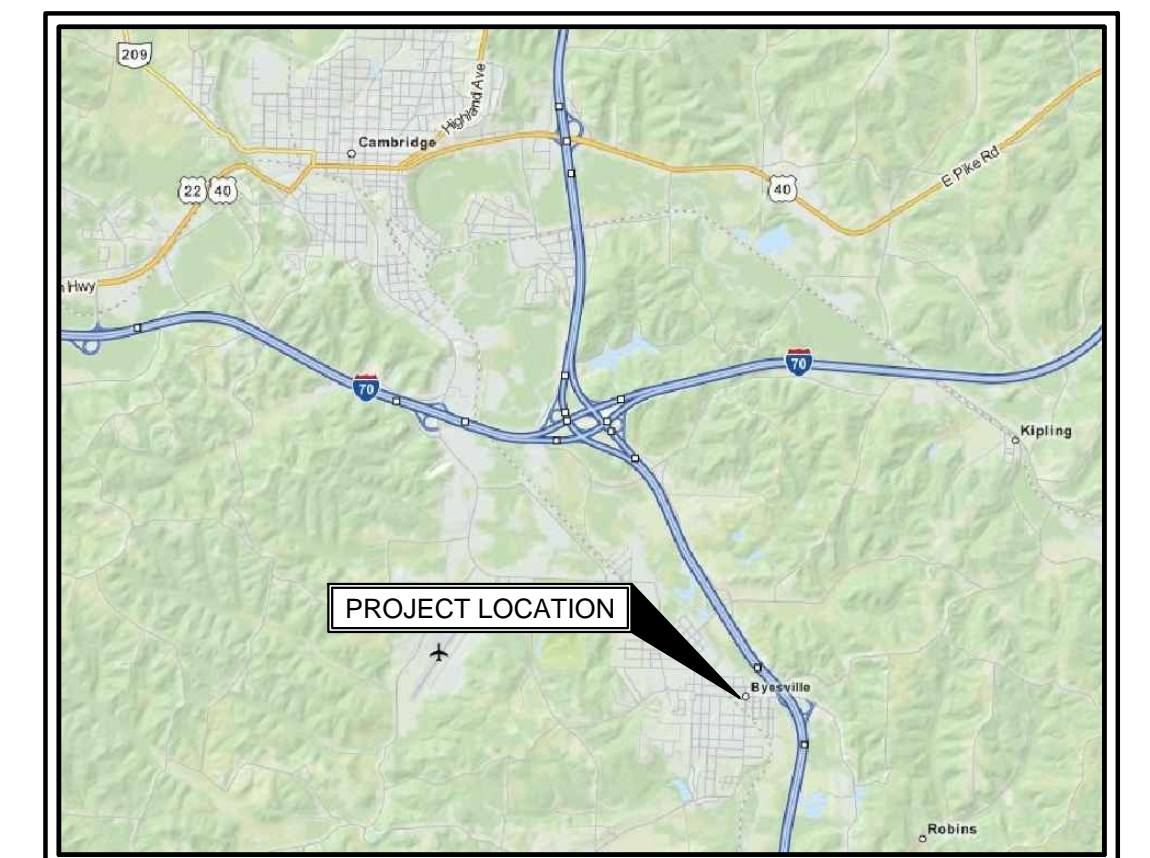 209
Highland Ave
Cambridge
E Pike Rd
22 40
40
n Hwy
70
70
Kipling
PROJECT LOCATION
Byesville
Robins